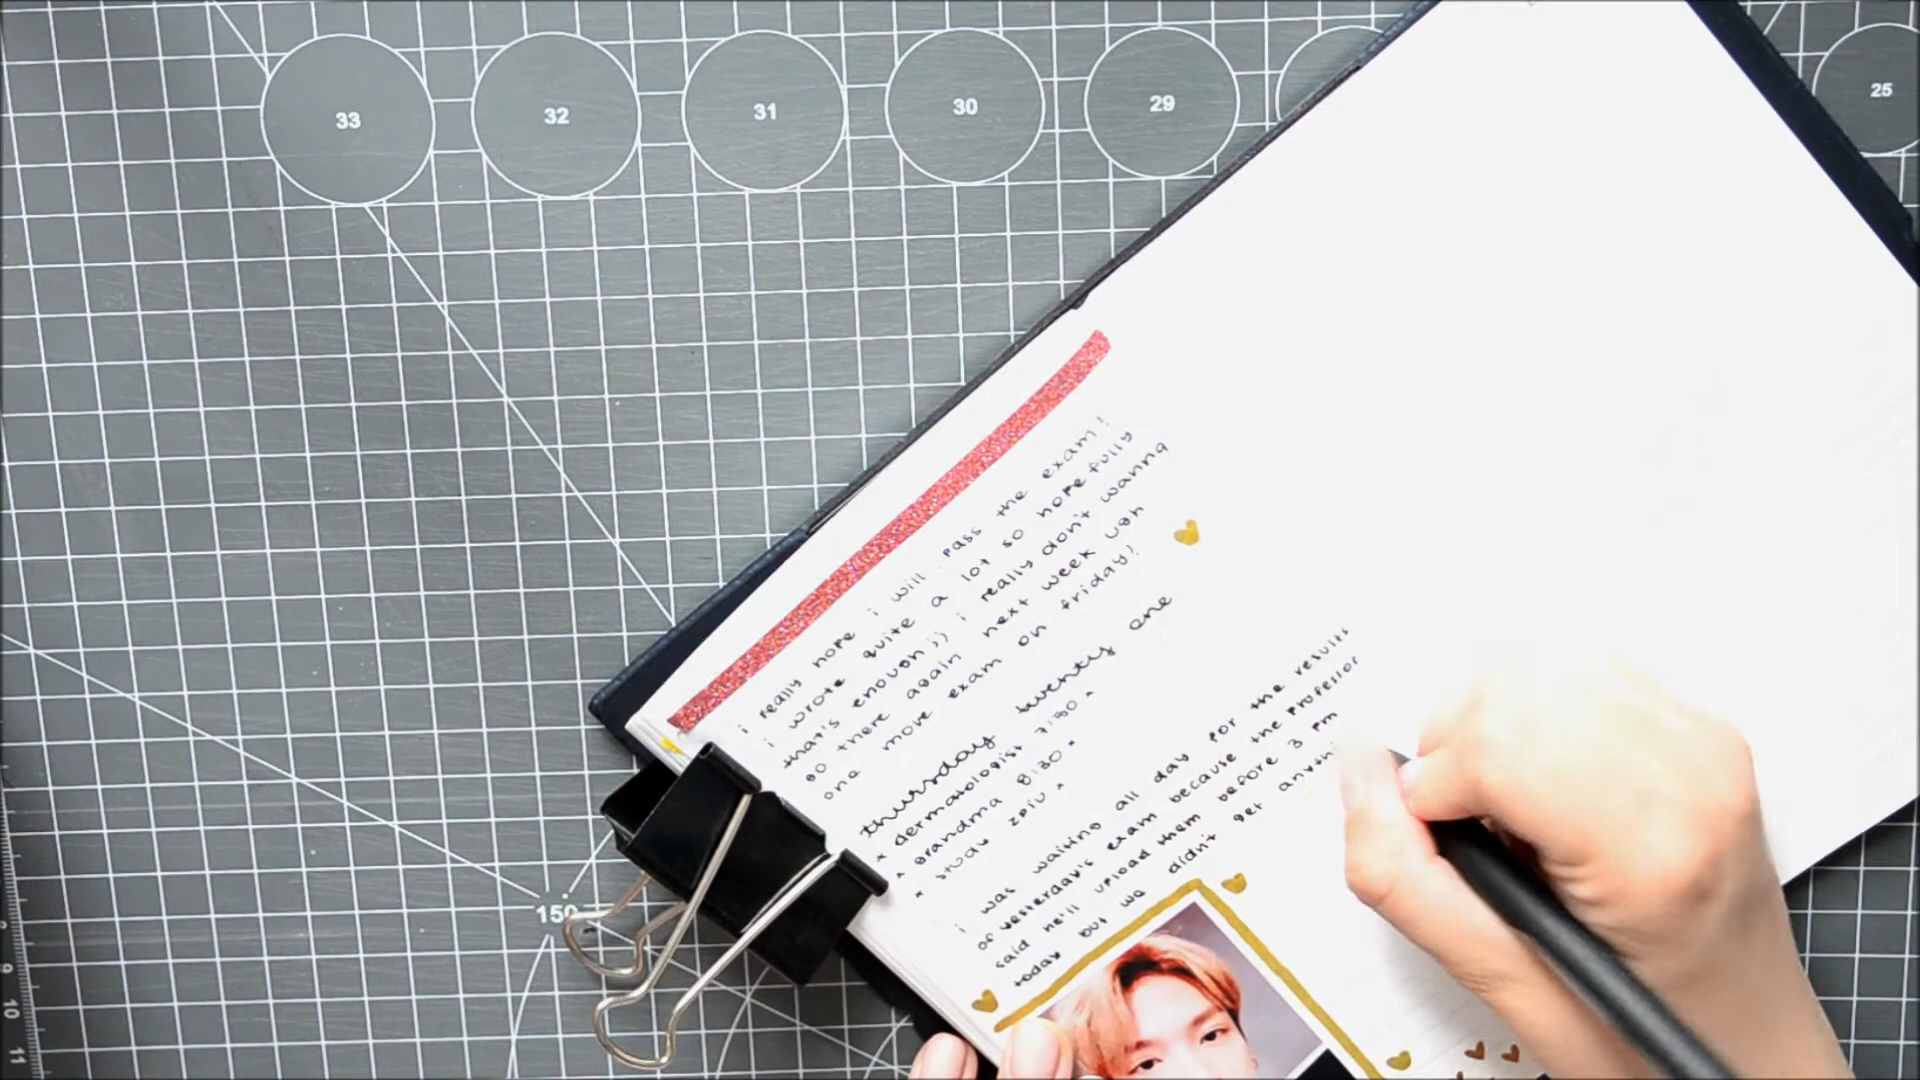 33
32
31
30
29
25
i really hope i will pass the exam!
i wrote quite a lot so hopefully
that's enough ;) i really don't wanna
go there again next week ugh
one more exam on friday!
thursday twenty one
* dermatologist 7:30 *
* grandma 8:30 *
* study zpiv *
i was waiting all day for the results
of yesterday's exam because the professor
said he'll upload them before 3 pm
today but we didn't get anythi
150
9
10
11